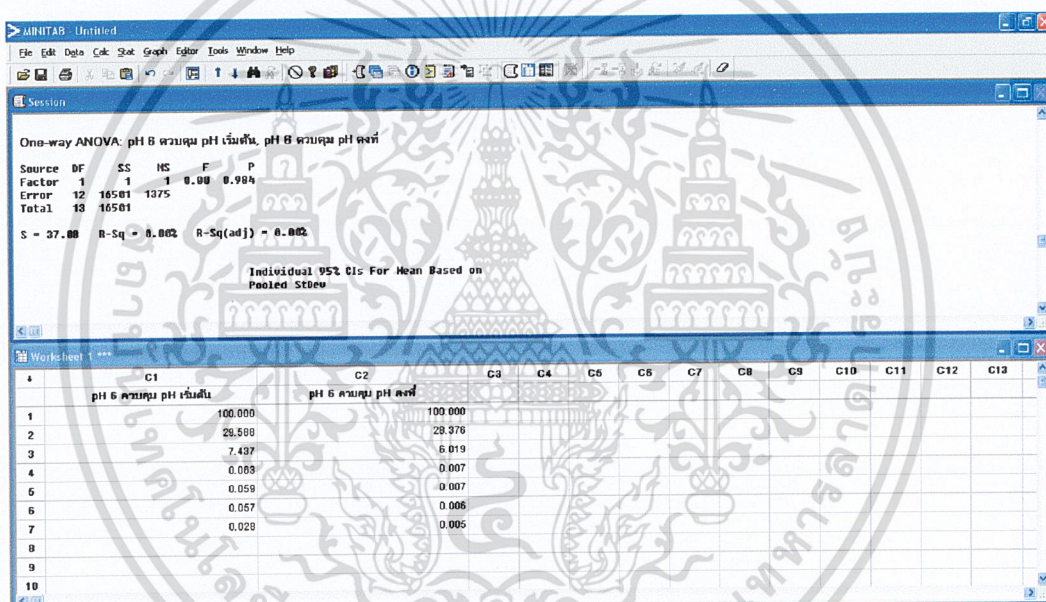 MINITAB - Untitled
File Edit Data Calc Stat Graph Editor Tools Window Help
Session
One-way ANOVA: pH 6 ควบคุม pH เริ่มต้น, pH 6 ควบคุม pH คงที่
Source DF SS MS F P
Factor 1 1 1 0.00 0.984
Error 12 16501 1375
Total 13 16501
S = 37.08 R-Sq = 0.00% R-Sq(adj) = 0.00%
Individual 95% CIs For Mean Based on
Pooled StDev
Worksheet 1 ***
C1 C2 C3 C4 C5 C6 C7 C8 C9 C10 C11 C12 C13
pH 6 ควบคุม pH เริ่มต้น pH 6 ควบคุม pH คงที่
1 100.000 100.000
2 29.588 28.376
3 7.437 6.019
4 0.063 0.007
5 0.059 0.007
6 0.057 0.006
7 0.028 0.005
8
9
10